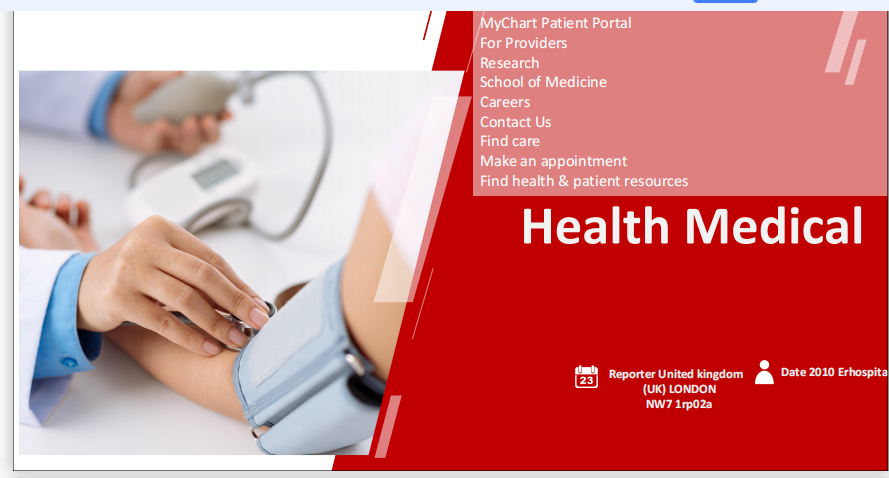 MyChart Patient Portal
For Providers
Research
School of Medicine
Careers
Contact Us
Find care
Make an appointment
Find health & patient resources
Health Medical
23
Reporter United kingdom
(UK) LONDON
NW7 1rp02a
Date 2010 Erhospita